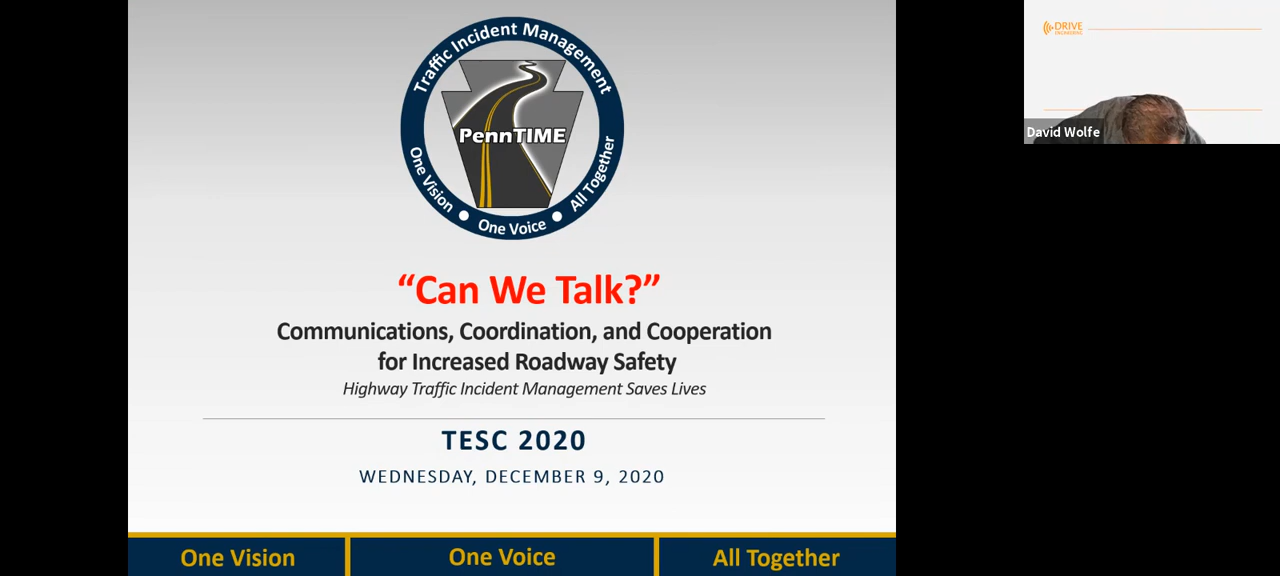 Traffic Incident Management
PennTIME
One Vision • One Voice • All Together
“Can We Talk?”
Communications, Coordination, and Cooperation
for Increased Roadway Safety
Highway Traffic Incident Management Saves Lives
TESC 2020
WEDNESDAY, DECEMBER 9, 2020
One Vision
One Voice
All Together
DRIVE
ENGINEERING
David Wolfe